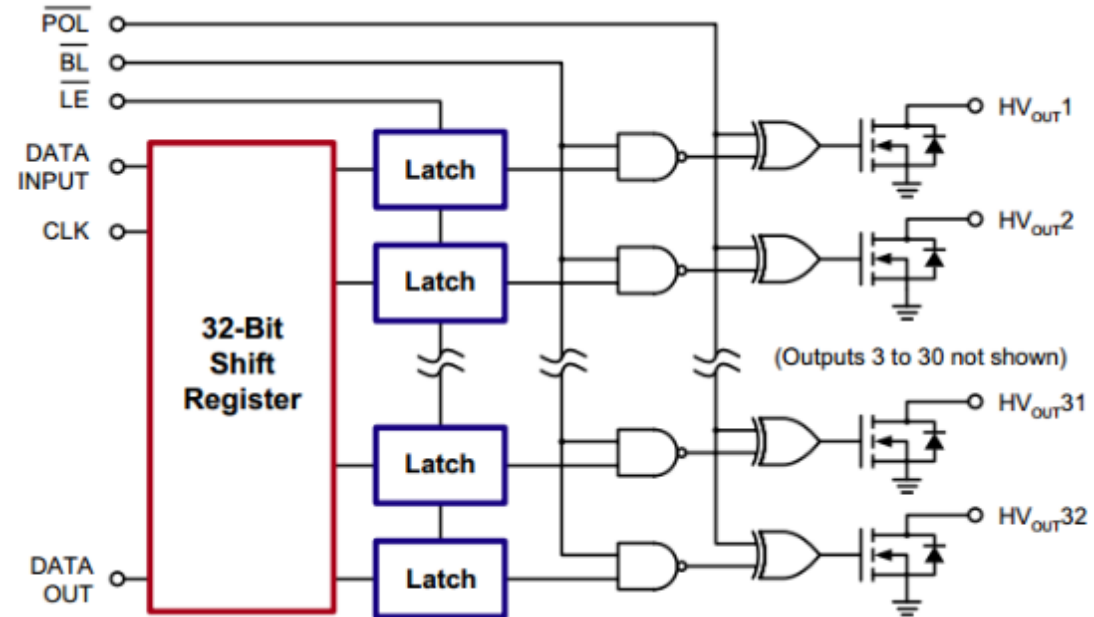 POL
BL
LE
DATA
INPUT
CLK
32-Bit
Shift
Register
DATA
OUT
Latch
Latch
Latch
Latch
HVOUT1
HVOUT2
(Outputs 3 to 30 not shown)
HVOUT31
HVOUT32